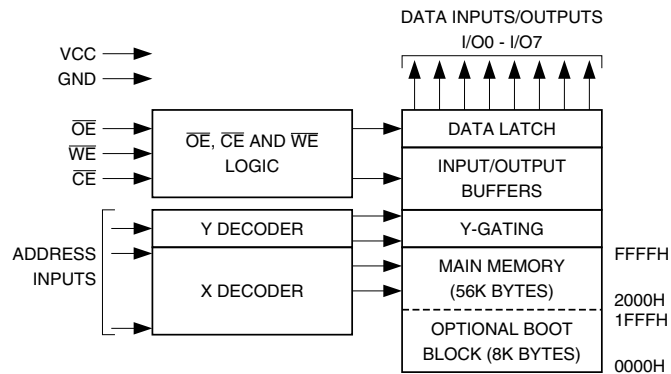 DATA INPUTS/OUTPUTS
I/O0 - I/O7
VCC
GND
OE
WE
CE
OE, CE AND WE
LOGIC
DATA LATCH
INPUT/OUTPUT
BUFFERS
ADDRESS
INPUTS
Y DECODER
Y-GATING
X DECODER
MAIN MEMORY
(56K BYTES)
OPTIONAL BOOT
BLOCK (8K BYTES)
FFFFH
2000H
1FFFH
0000H